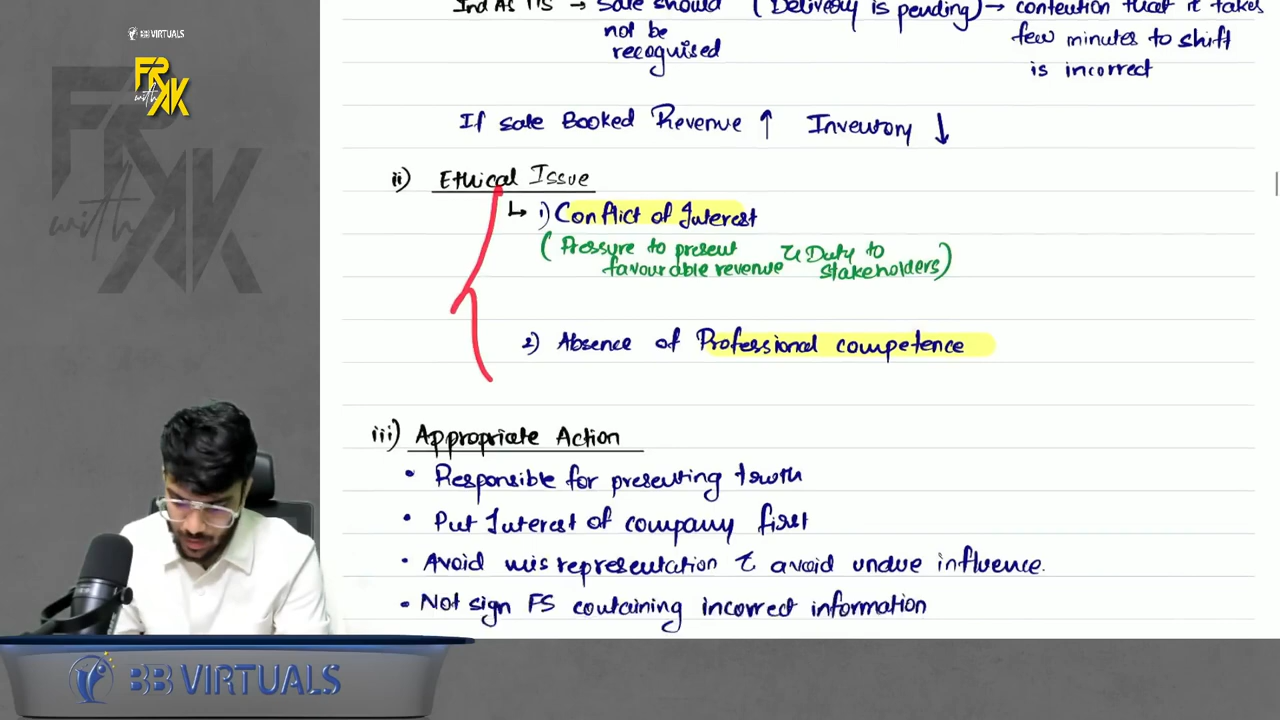 BB VIRTUALS
FR
with
KK
FR
with
KK
Ind AS 115 → Sale should (Delivery is pending) → contention that it takes
not be few minutes to shift
recognised is incorrect
If sale Booked Revenue ↑ Inventory ↓
ii) Ethical Issue
↳ 1) Conflict of Interest
(Pressure to present & Duty to
favourable revenue stakeholders)
2) Absence of Professional competence
iii) Appropriate Action
• Responsible for presenting truth
• Put Interest of company first
• Avoid misrepresentation & avoid undue influence.
• Not sign FS containing incorrect information
BB VIRTUALS